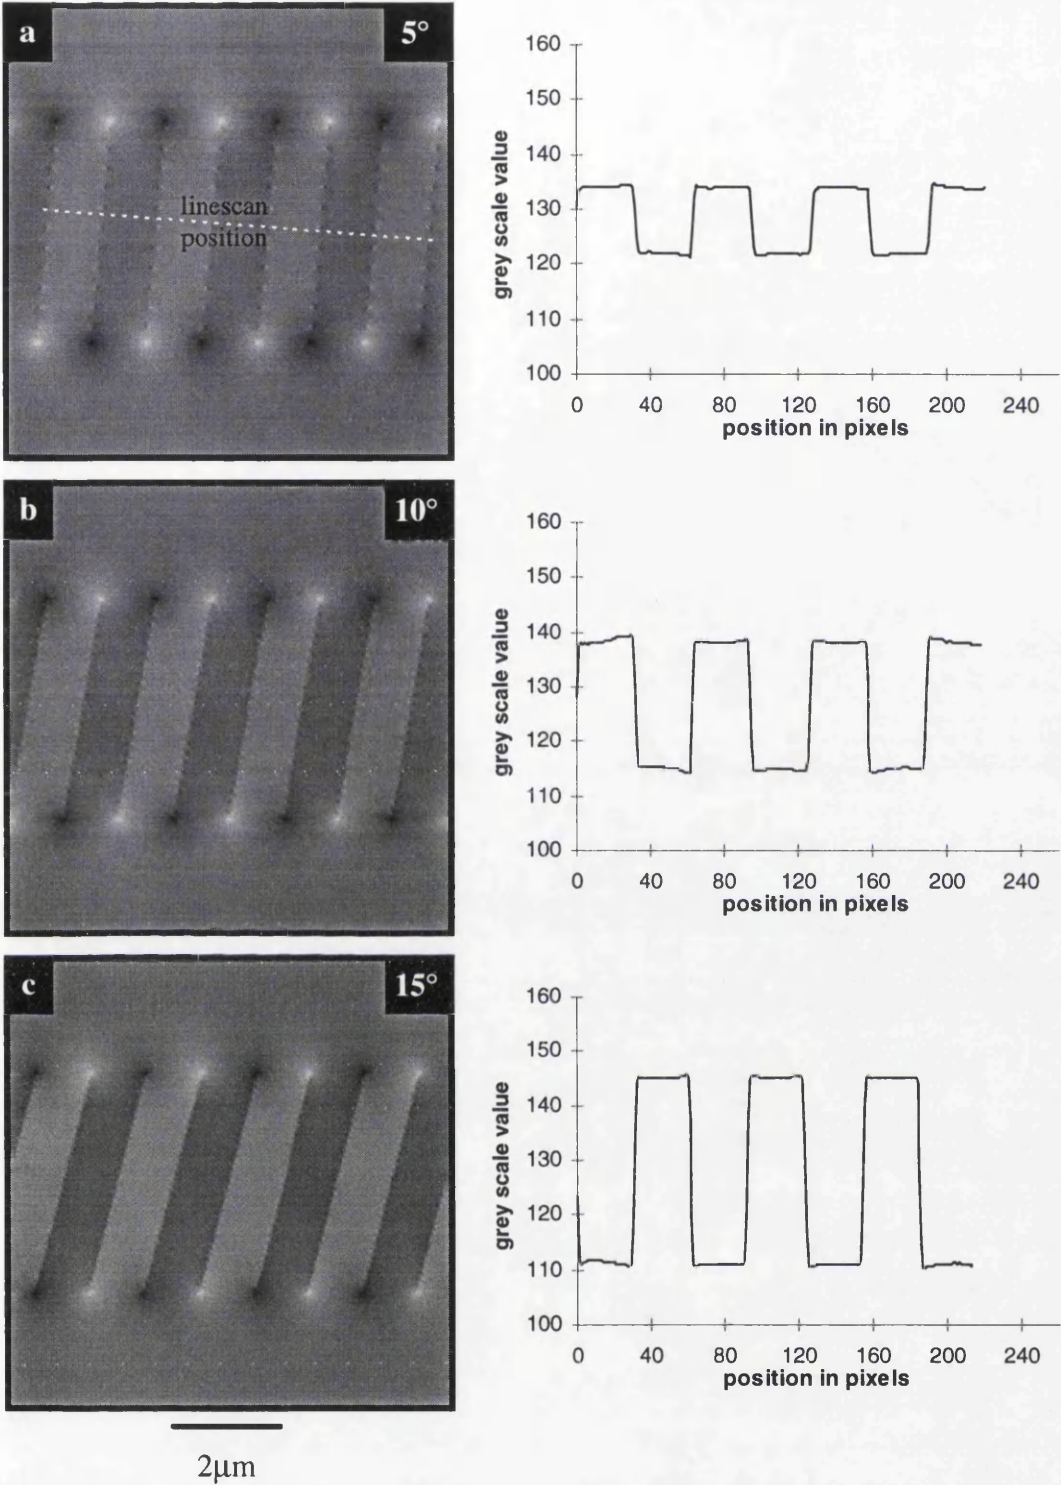 a
5°
linescan
position
160
150
140
130
120
110
100
grey scale value
0 40 80 120 160 200 240
position in pixels
b
10°
160
150
140
130
120
110
100
grey scale value
0 40 80 120 160 200 240
position in pixels
c
15°
160
150
140
130
120
110
100
grey scale value
0 40 80 120 160 200 240
position in pixels
2μm